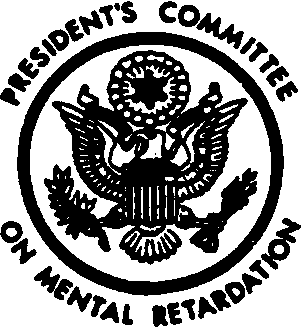 PRESIDENT'S COMMITTEE
ON MENTAL RETARDATION